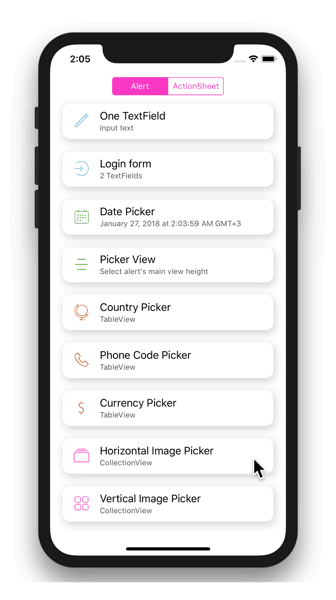 2:05
Alert
ActionSheet
One TextField
Input text
Login form
2 TextFields
Date Picker
January 27, 2018 at 2:03:59 AM GMT+3
Picker View
Select alert's main view height
Country Picker
TableView
Phone Code Picker
TableView
Currency Picker
TableView
Horizontal Image Picker
CollectionView
Vertical Image Picker
CollectionView